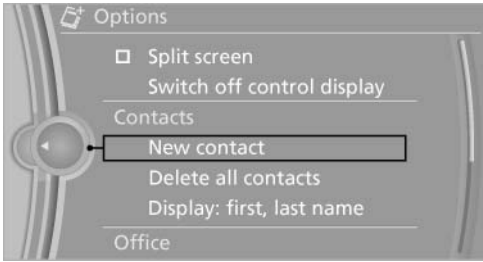 Options
Split screen
Switch off control display
Contacts
New contact
Delete all contacts
Display: first, last name
Office